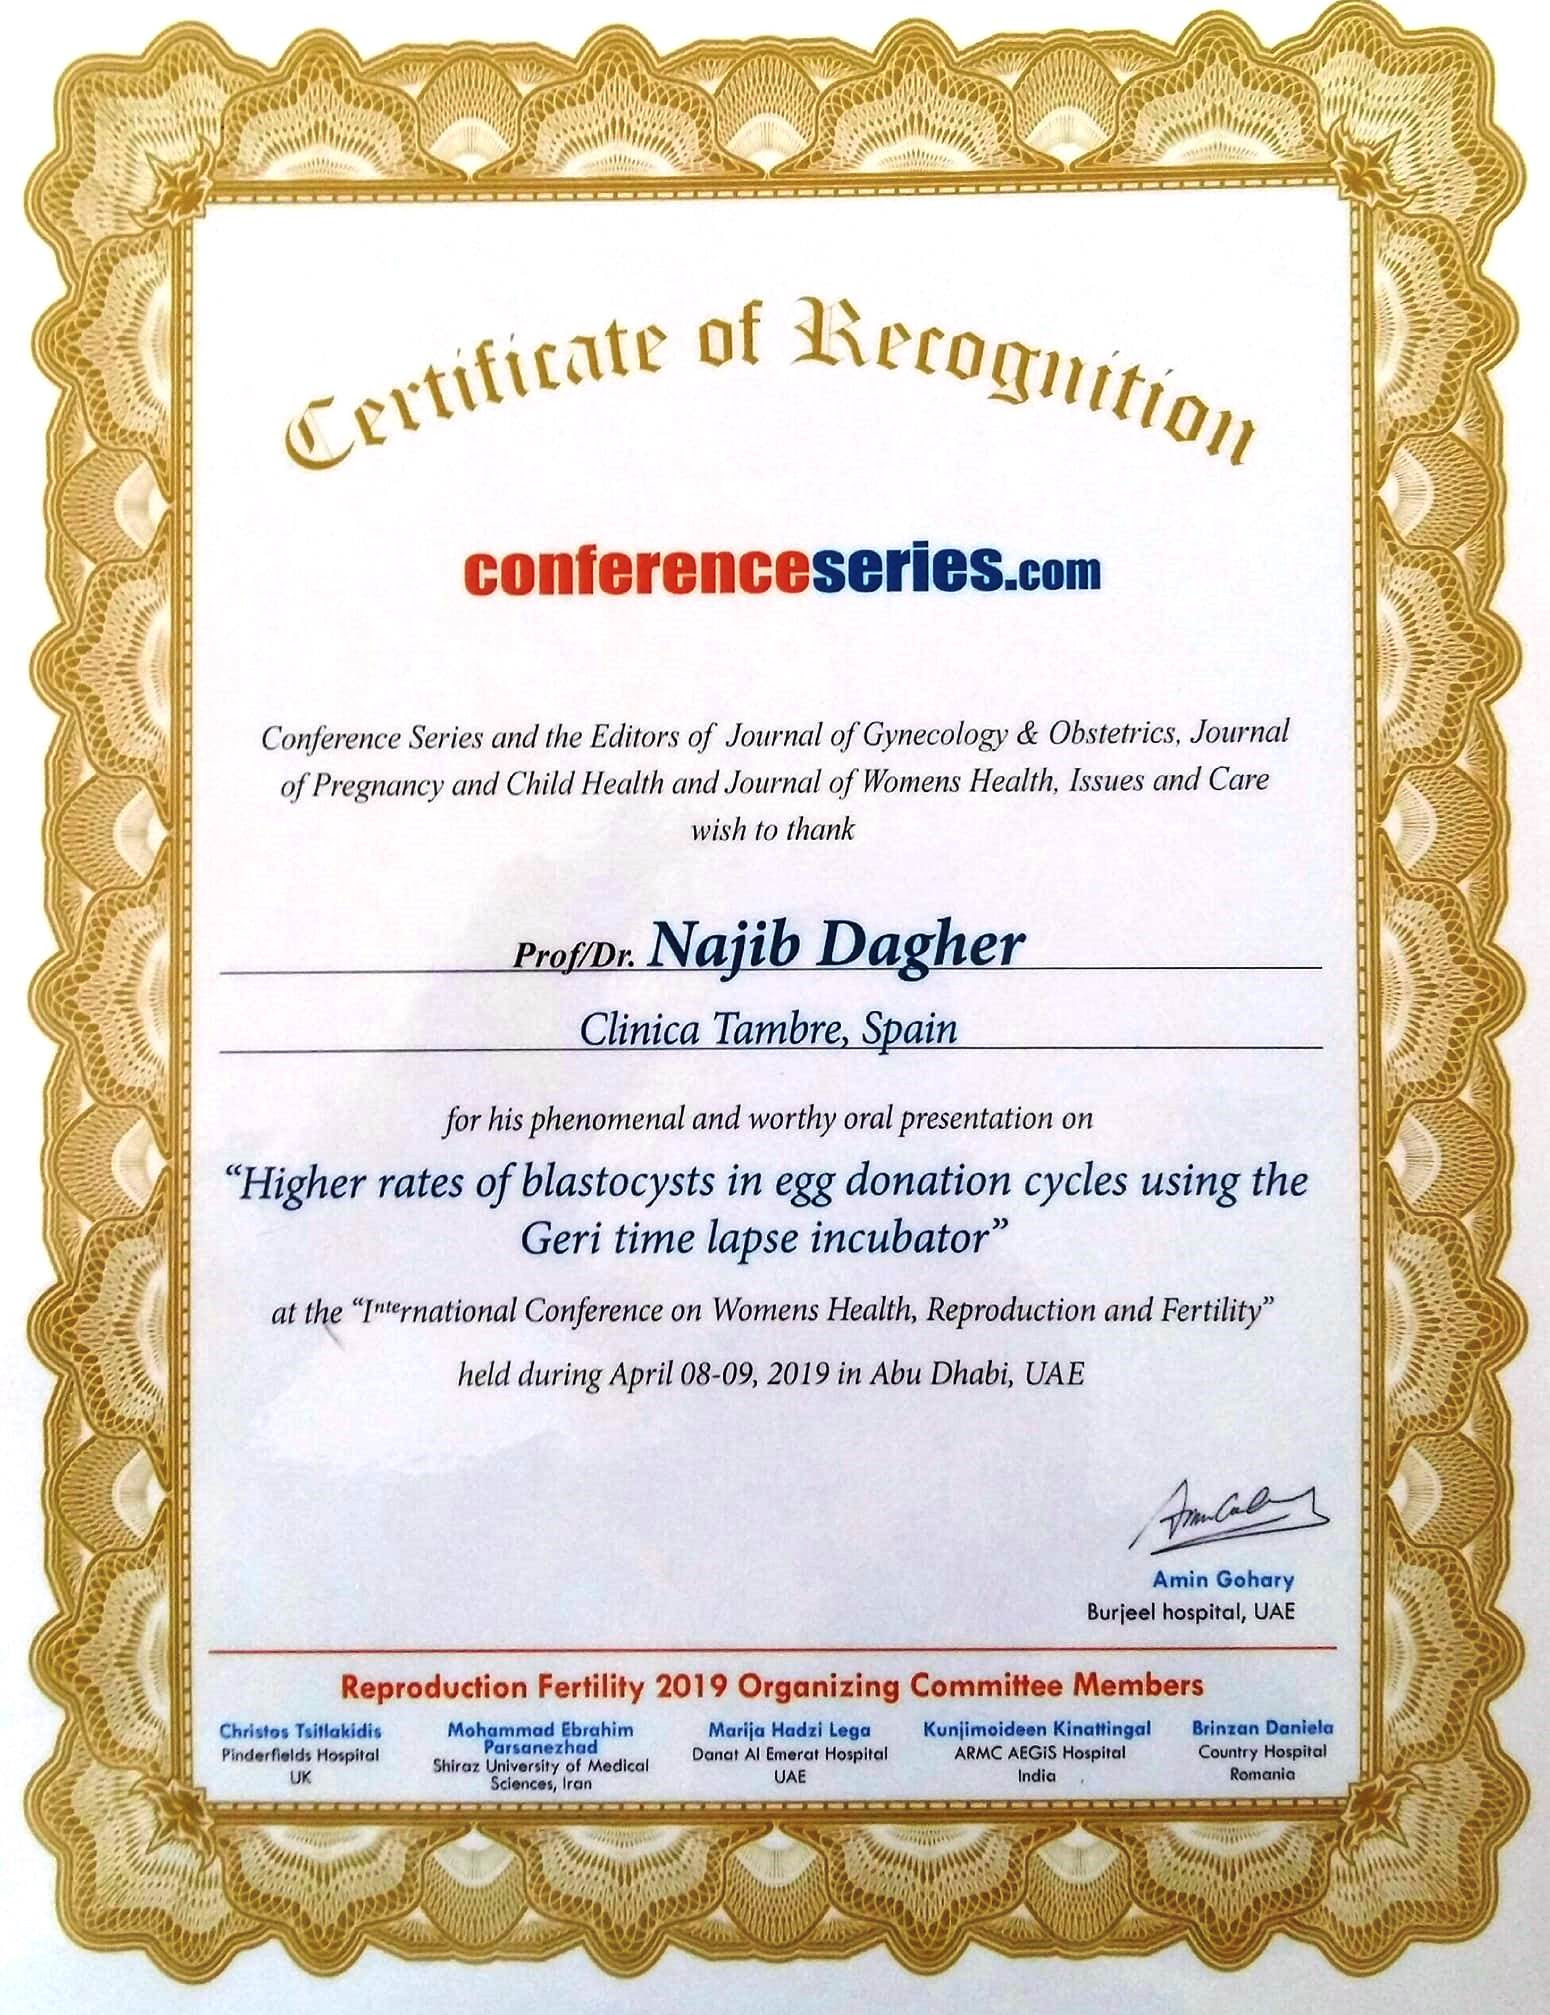 Certificate of Recognition
conferenceseries.com
Conference Series and the Editors of Journal of Gynecology & Obstetrics, Journal
of Pregnancy and Child Health and Journal of Womens Health, Issues and Care
wish to thank
Prof/Dr. Najib Dagher
Clinica Tambre, Spain
for his phenomenal and worthy oral presentation on
“Higher rates of blastocysts in egg donation cycles using the
Geri time lapse incubator”
at the “International Conference on Womens Health, Reproduction and Fertility”
held during April 08-09, 2019 in Abu Dhabi, UAE
Amin Gohary
Burjeel hospital, UAE
Reproduction Fertility 2019 Organizing Committee Members
Christos Tsitlakidis
Pinderfields Hospital
UK
Mohammad Ebrahim
Parsanezhad
Shiraz University of Medical
Sciences, Iran
Marija Hadzi Lega
Danat Al Emerat Hospital
UAE
Kunjimoideen Kinattingal
ARMC AEGiS Hospital
India
Brinzan Daniela
Country Hospital
Romania